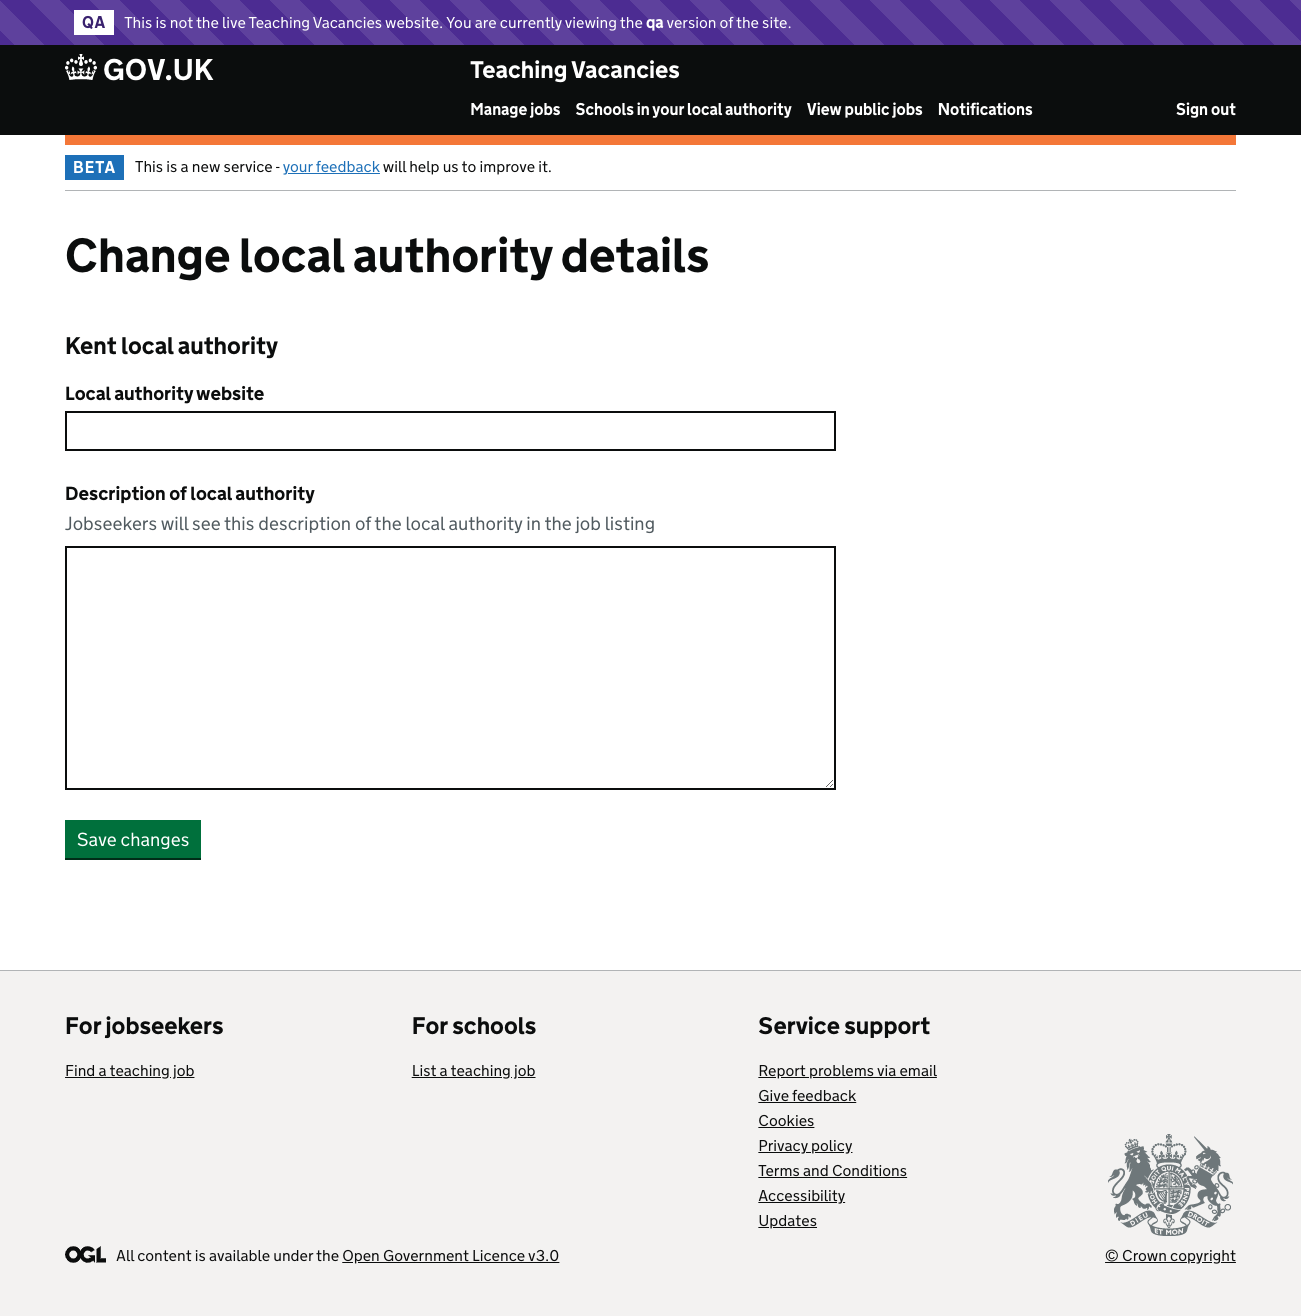 QA This is not the live Teaching Vacancies website. You are currently viewing the qa version of the site.
GOV.UK
Teaching Vacancies
Manage jobs Schools in your local authority View public jobs Notifications Sign out
BETA This is a new service - your feedback will help us to improve it.
Change local authority details
Kent local authority
Local authority website
Description of local authority
Jobseekers will see this description of the local authority in the job listing
Save changes
For jobseekers
Find a teaching job
For schools
List a teaching job
Service support
Report problems via email
Give feedback
Cookies
Privacy policy
Terms and Conditions
Accessibility
Updates
OGL All content is available under the Open Government Licence v3.0
© Crown copyright